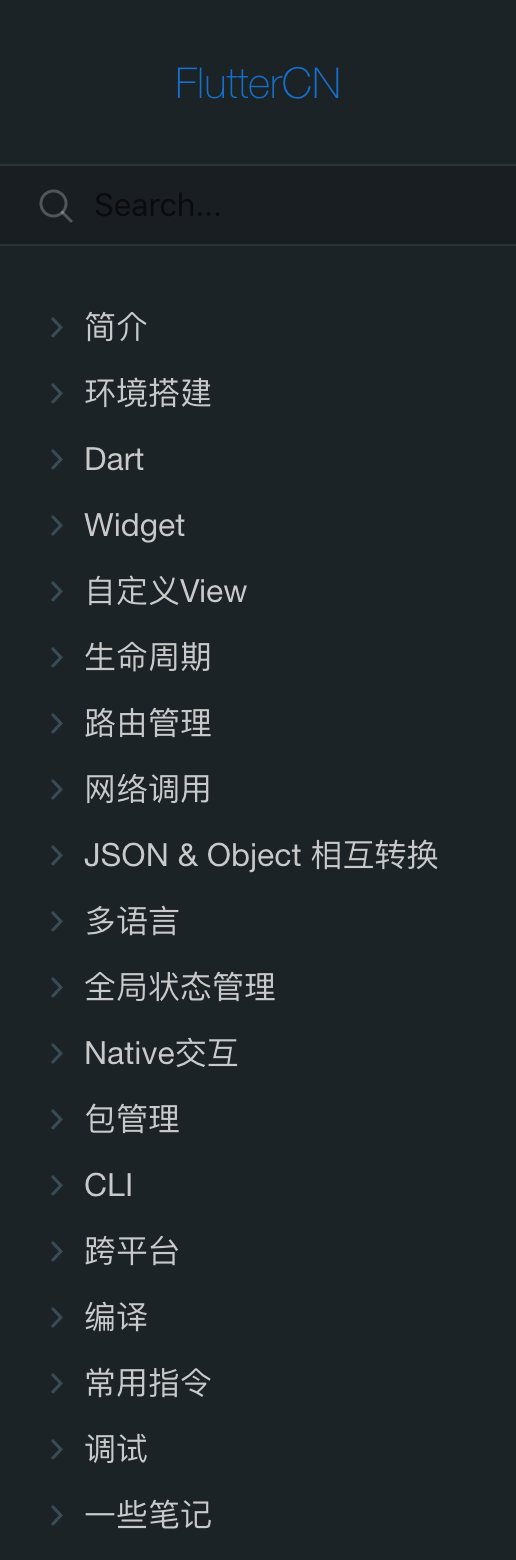 FlutterCN
Search...
简介
环境搭建
Dart
Widget
自定义View
生命周期
路由管理
网络调用
JSON & Object 相互转换
多语言
全局状态管理
Native交互
包管理
CLI
跨平台
编译
常用指令
调试
一些笔记